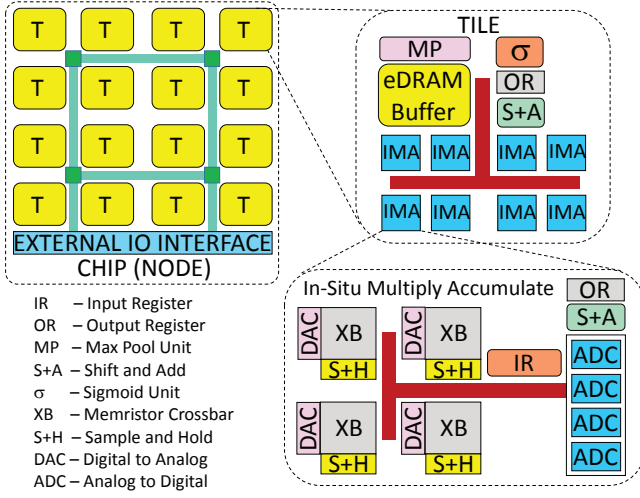 T T T T
T T T T
T T T T
T T T T
EXTERNAL IO INTERFACE
CHIP (NODE)
TILE
MP
σ
eDRAM
Buffer
OR
S+A
IMA IMA IMA IMA
IMA IMA IMA IMA
IR – Input Register
OR – Output Register
MP – Max Pool Unit
S+A – Shift and Add
σ – Sigmoid Unit
XB – Memristor Crossbar
S+H – Sample and Hold
DAC – Digital to Analog
ADC – Analog to Digital
In-Situ Multiply Accumulate
OR
S+A
DAC XB DAC XB
S+H S+H
IR
DAC XB DAC XB
S+H S+H
ADC
ADC
ADC
ADC